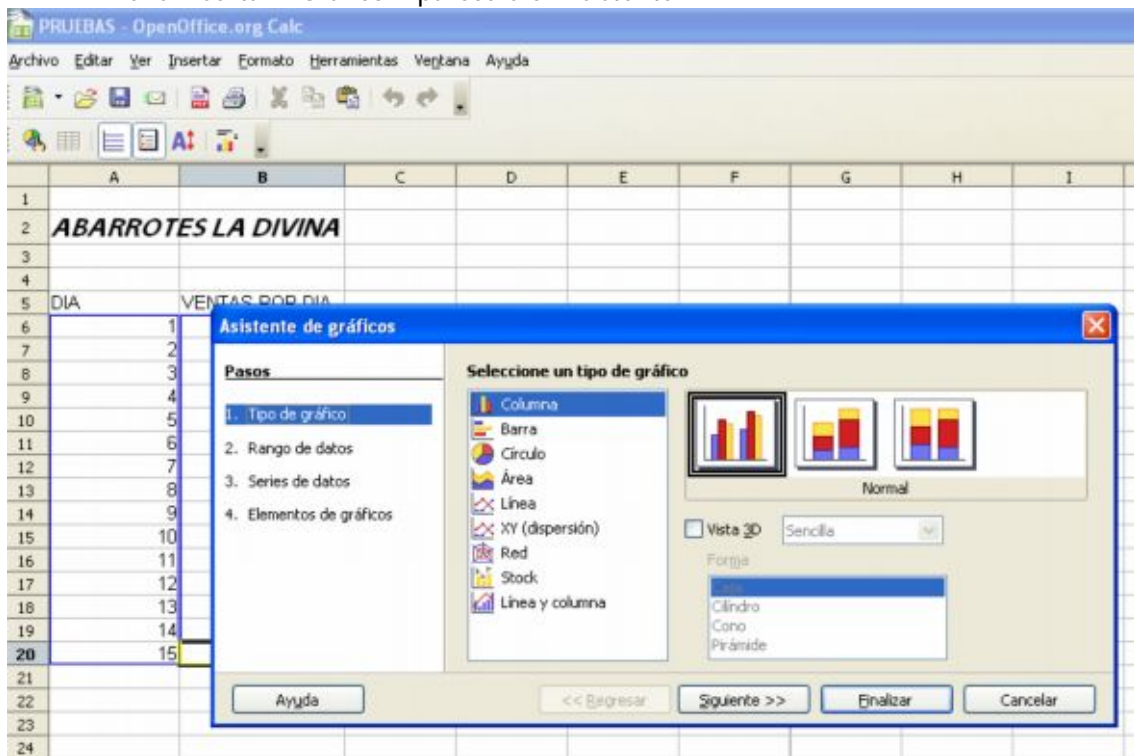 PRUEBAS - OpenOffice.org Calc
Archivo Editar Ver Insertar Formato Herramientas Ventana Ayuda
A B C D E F G H I
1
2 ABARROTES LA DIVINA
3
4
5 DIA VENTAS POR DIA
6 1
7 2
8 3
9 4
10 5
11 6
12 7
13 8
14 9
15 10
16 11
17 12
18 13
19 14
20 15
21
22
23
24
Asistente de gráficos
Pasos
1. Tipo de gráfico
2. Rango de datos
3. Series de datos
4. Elementos de gráficos
Seleccione un tipo de gráfico
Columna
Barra
Círculo
Área
Línea
XY (dispersión)
Red
Stock
Línea y columna
Normal
Vista 3D Sencilla
Forma
Cilindro
Cono
Pirámide
Ayuda << Regresar Siguiente >> Finalizar Cancelar